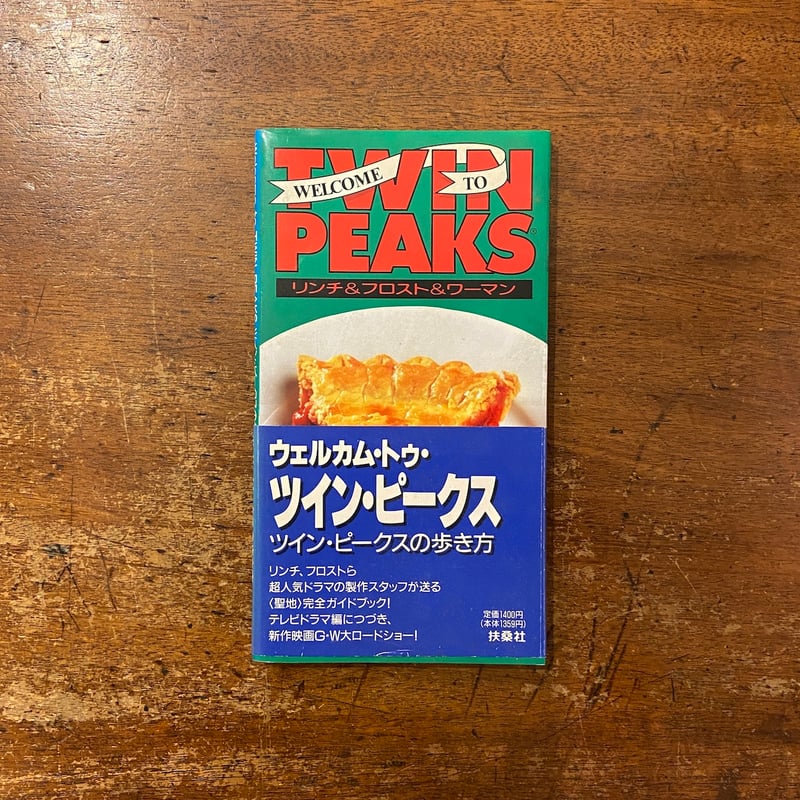 WELCOME TO
TWIN
PEAKS®
リンチ&フロスト&ワーマン
ウェルカム・トゥ・
ツイン・ピークス
ツイン・ピークスの歩き方
リンチ、フロストら
超人気ドラマの製作スタッフが送る
〈聖地〉完全ガイドブック!
テレビドラマ編につづき、
新作映画G・W大ロードショー!
定価1400円
(本体1359円)
扶桑社